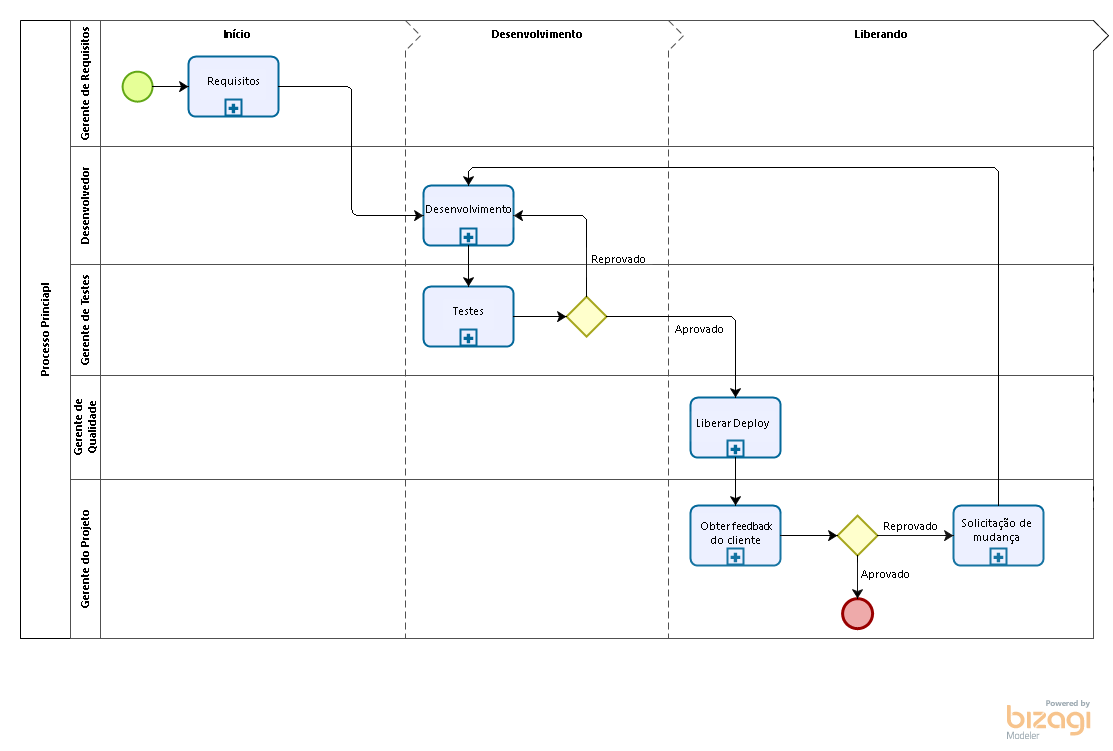 Início
Desenvolvimento
Liberando
Processo Princiapl
Gerente de Requisitos
Requisitos
Desenvolvedor
Desenvolvimento
Reprovado
Gerente de Testes
Testes
Aprovado
Gerente de
Qualidade
Liberar Deploy
Gerente do Projeto
Obter feedback
do cliente
Reprovado
Solicitação de
mudança
Aprovado
Powered by
bizagi
Modeler